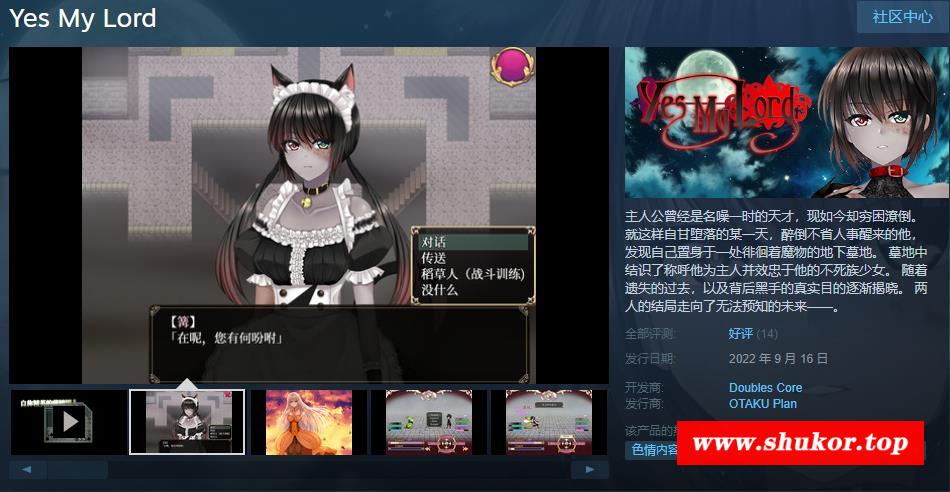 Yes My Lord
社区中心
对话
传送
稻草人（战斗训练)
没什么
【篝】
「在呢，您有何吩咐」
Yes My Lord
主人公曾经是名噪一时的天才，现如今却穷困潦倒。
就这样自甘堕落的某一天，醉倒不省人事醒来的他，
发现自己置身于一处徘徊着魔物的地下墓地。 墓地中
结识了称呼他为主人并效忠于他的不死族少女。 随着
遗失的过去，以及背后黑手的真实目的逐渐揭晓。 两
人的结局走向了无法预知的未来——。
全部评测: 好评 (14)
发行日期: 2022 年 9 月 16 日
开发商: Doubles Core
发行商: OTAKU Plan
该产品的
色情内容
www.shukor.top